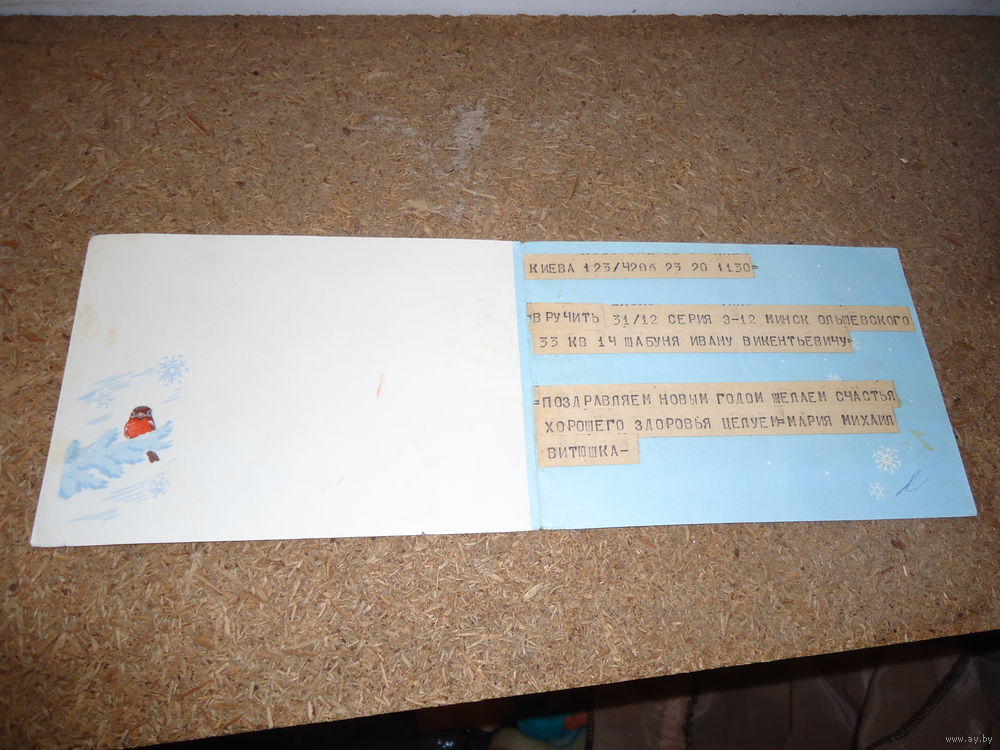 КИЕВА 123/4206 23 20 1130=
=ВРУЧИТЬ 31/12 СЕРИЯ Э-12 МИНСК ОЛЬШЕВСКОГО
33 КВ 14 ШАБУНЯ ИВАНУ ВИКЕНТЬЕВИЧУ=
=ПОЗДРАВЛЯЕМ НОВЫМ ГОДОМ ЖЕЛАЕМ СЧАСТЬЯ
ХОРОШЕГО ЗДОРОВЬЯ ЦЕЛУЕМ=МАРИЯ МИХАИЛ
ВИТЮШКА-
www.ay.by